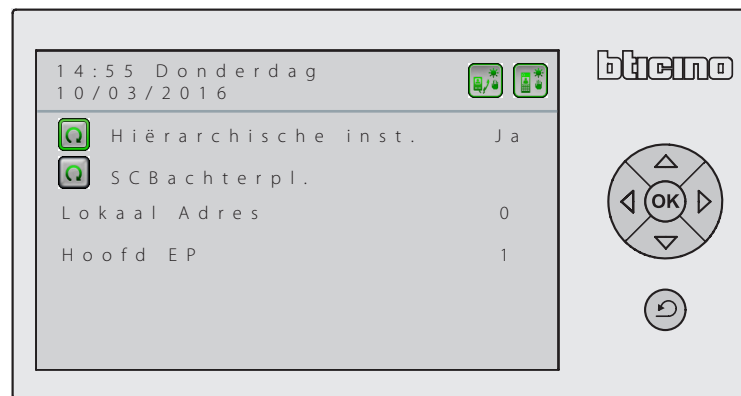 14:55 Donderdag
10/03/2016
bticino
Hiërarchische inst. Ja
SCBachterpl.
Lokaal Adres 0
Hoofd EP 1
OK